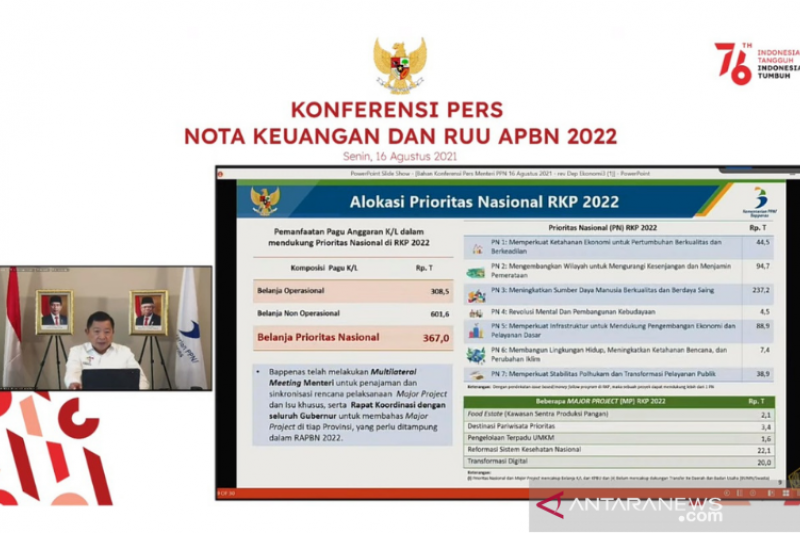 76TH
INDONESIA
TANGGUH
INDONESIA
TUMBUH
KONFERENSI PERS
NOTA KEUANGAN DAN RUU APBN 2022
Senin, 16 Agustus 2021
PowerPoint Slide Show - [Bahan Konferensi Pers Menteri PPN 16 Agustus 2021 - res Dep Ekonomi3 (1)] - PowerPoint
Alokasi Prioritas Nasional RKP 2022
Kementerian PPN/
Bappenas
Pemanfaatan Pagu Anggaran K/L dalam
mendukung Prioritas Nasional di RKP 2022
Komposisi Pagu K/L Rp. T
Belanja Operasional 308,5
Belanja Non Operasional 601,6
Belanja Prioritas Nasional 367,0
• Bappenas telah melakukan Multilateral
Meeting Menteri untuk penajaman dan
sinkronisasi rencana pelaksanaan Major Project
dan Isu khusus, serta Rapat Koordinasi dengan
seluruh Gubernur untuk membahas Major
Project di tiap Provinsi, yang perlu ditampung
dalam RAPBN 2022.
Prioritas Nasional (PN) RKP 2022 Rp. T
PN 1: Memperkuat Ketahanan Ekonomi untuk Pertumbuhan Berkualitas dan
Berkeadilan 44,5
PN 2: Mengembangkan Wilayah untuk Mengurangi Kesenjangan dan Menjamin
Pemerataan 94,7
PN 3: Meningkatkan Sumber Daya Manusia Berkualitas dan Berdaya Saing 237,2
PN 4: Revolusi Mental Dan Pembangunan Kebudayaan 4,5
PN 5: Memperkuat Infrastruktur untuk Mendukung Pengembangan Ekonomi dan
Pelayanan Dasar 88,9
PN 6: Membangun Lingkungan Hidup, Meningkatkan Ketahanan Bencana, dan
Perubahan Iklim 7,4
PN 7: Memperkuat Stabilitas Polhukam dan Transformasi Pelayanan Publik 38,9
Beberapa MAJOR PROJECT (MP) RKP 2022 Rp. T
Food Estate (Kawasan Sentra Produksi Pangan) 2,1
Destinasi Pariwisata Prioritas 3,4
Pengelolaan Terpadu UMKM 1,6
Reformasi Sistem Kesehatan Nasional 22,1
Transformasi Digital 20,0
Keterangan:
9
ANTARANEWS
.com